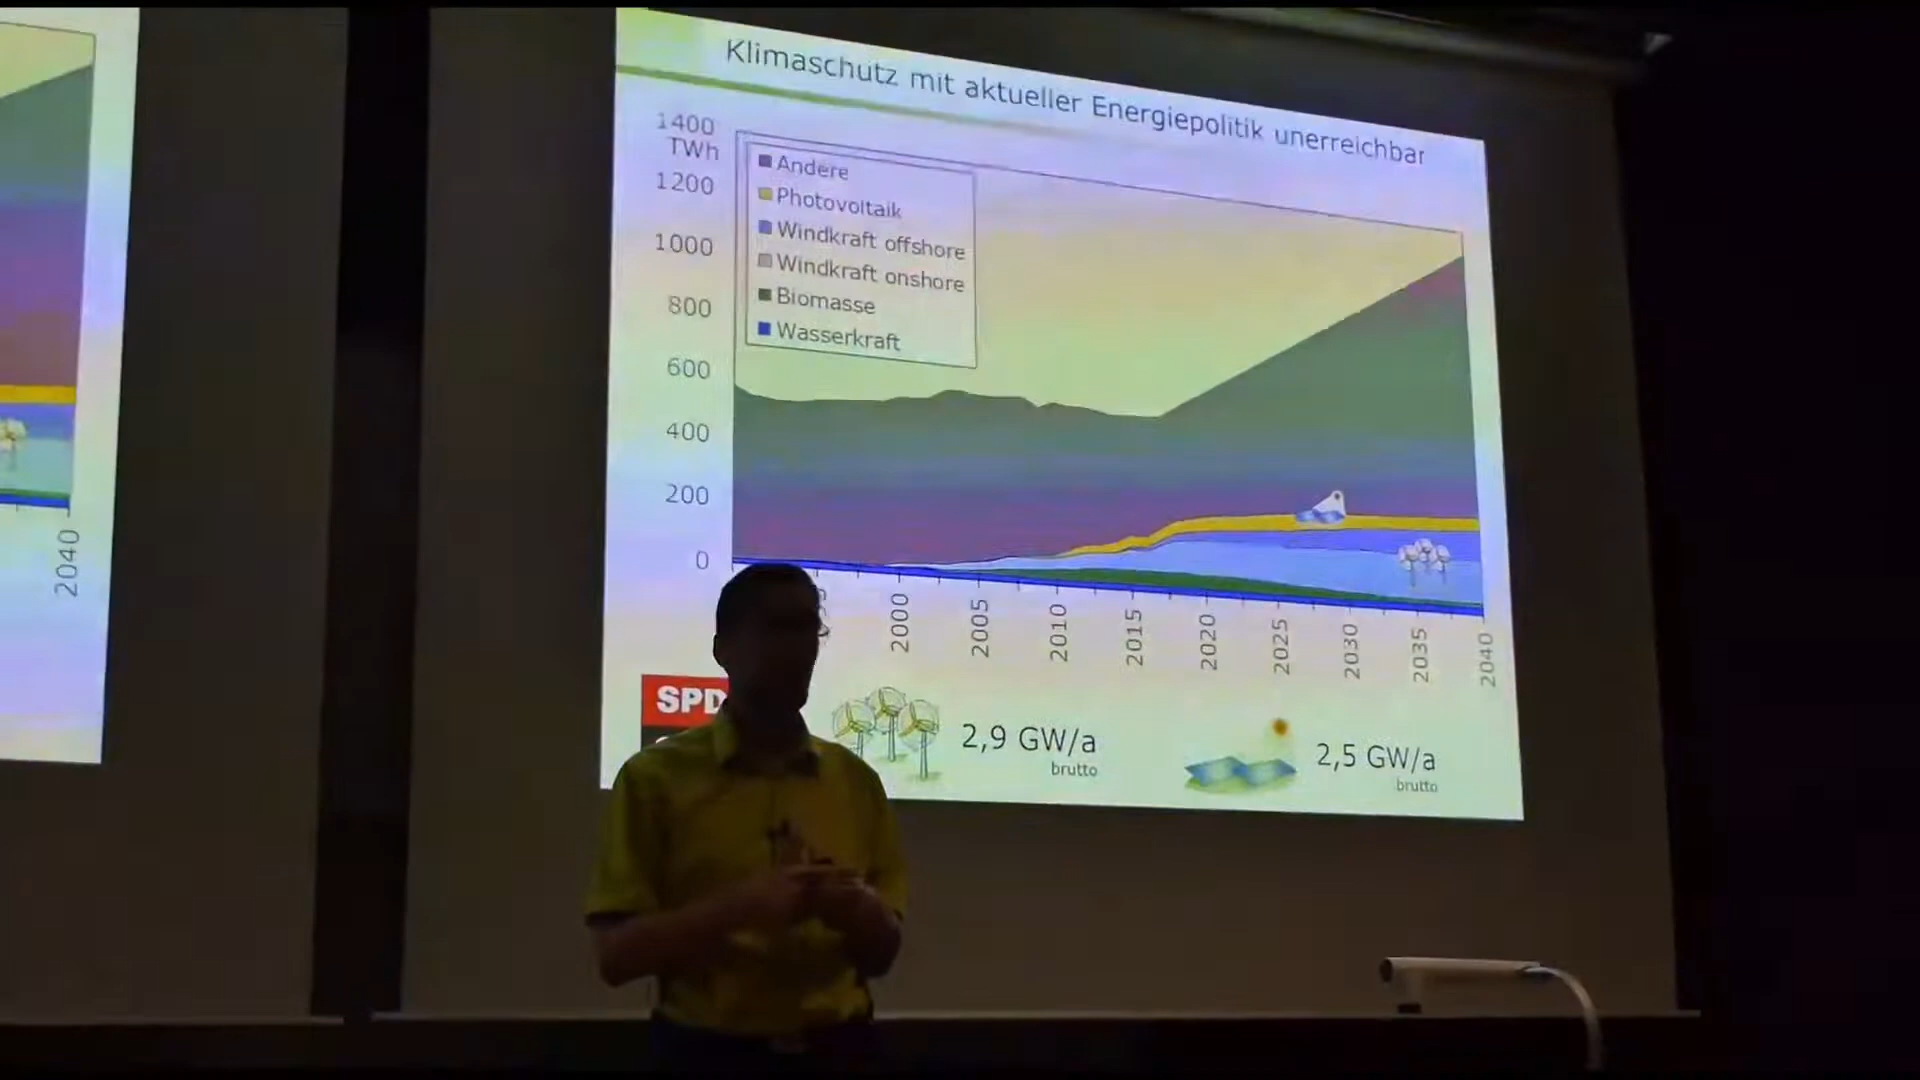 Klimaschutz mit aktueller Energiepolitik unerreichbar
1400
TWh
1200
1000
800
600
400
200
0
Andere
Photovoltaik
Windkraft offshore
Windkraft onshore
Biomasse
Wasserkraft
2000
2005
2010
2015
2020
2025
2030
2035
2040
SPD
2,9 GW/a
brutto
2,5 GW/a
brutto
2040